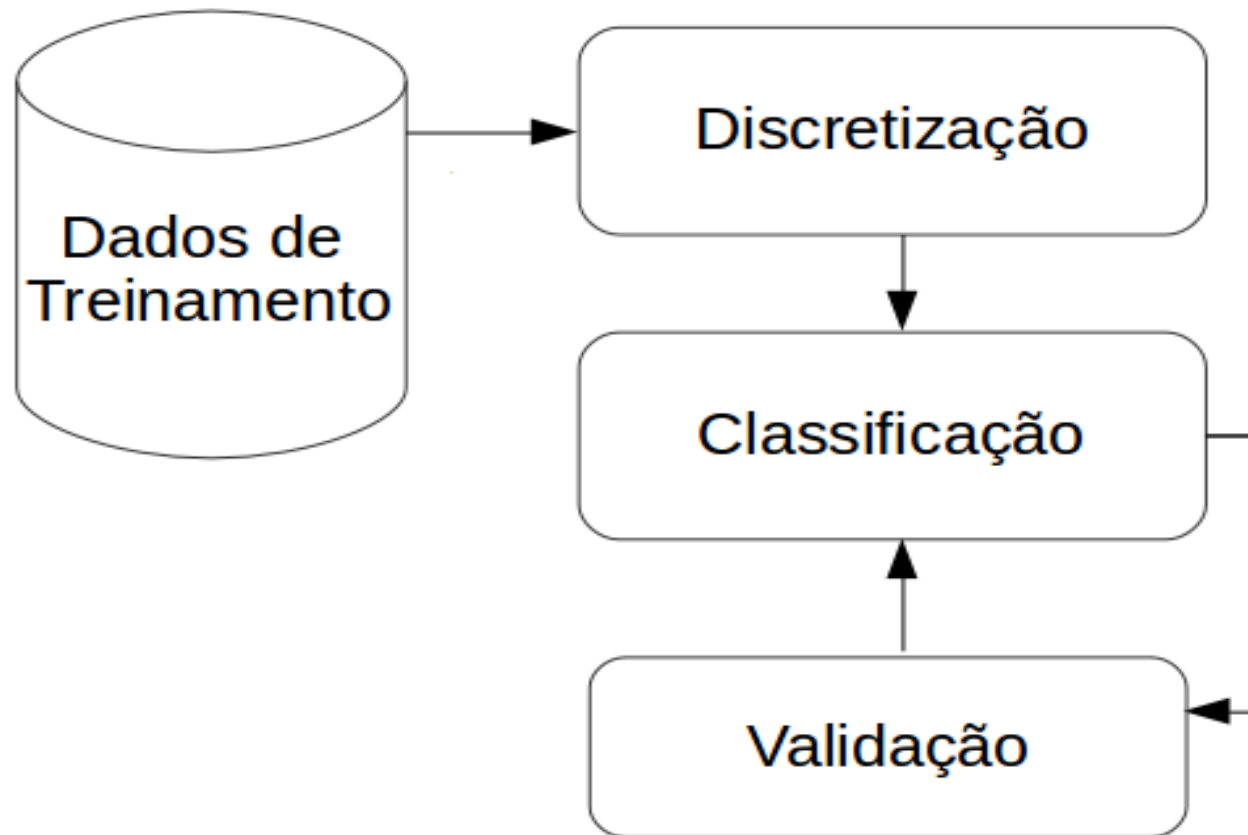 Discretização
Dados de
Treinamento
Classificação
Validação